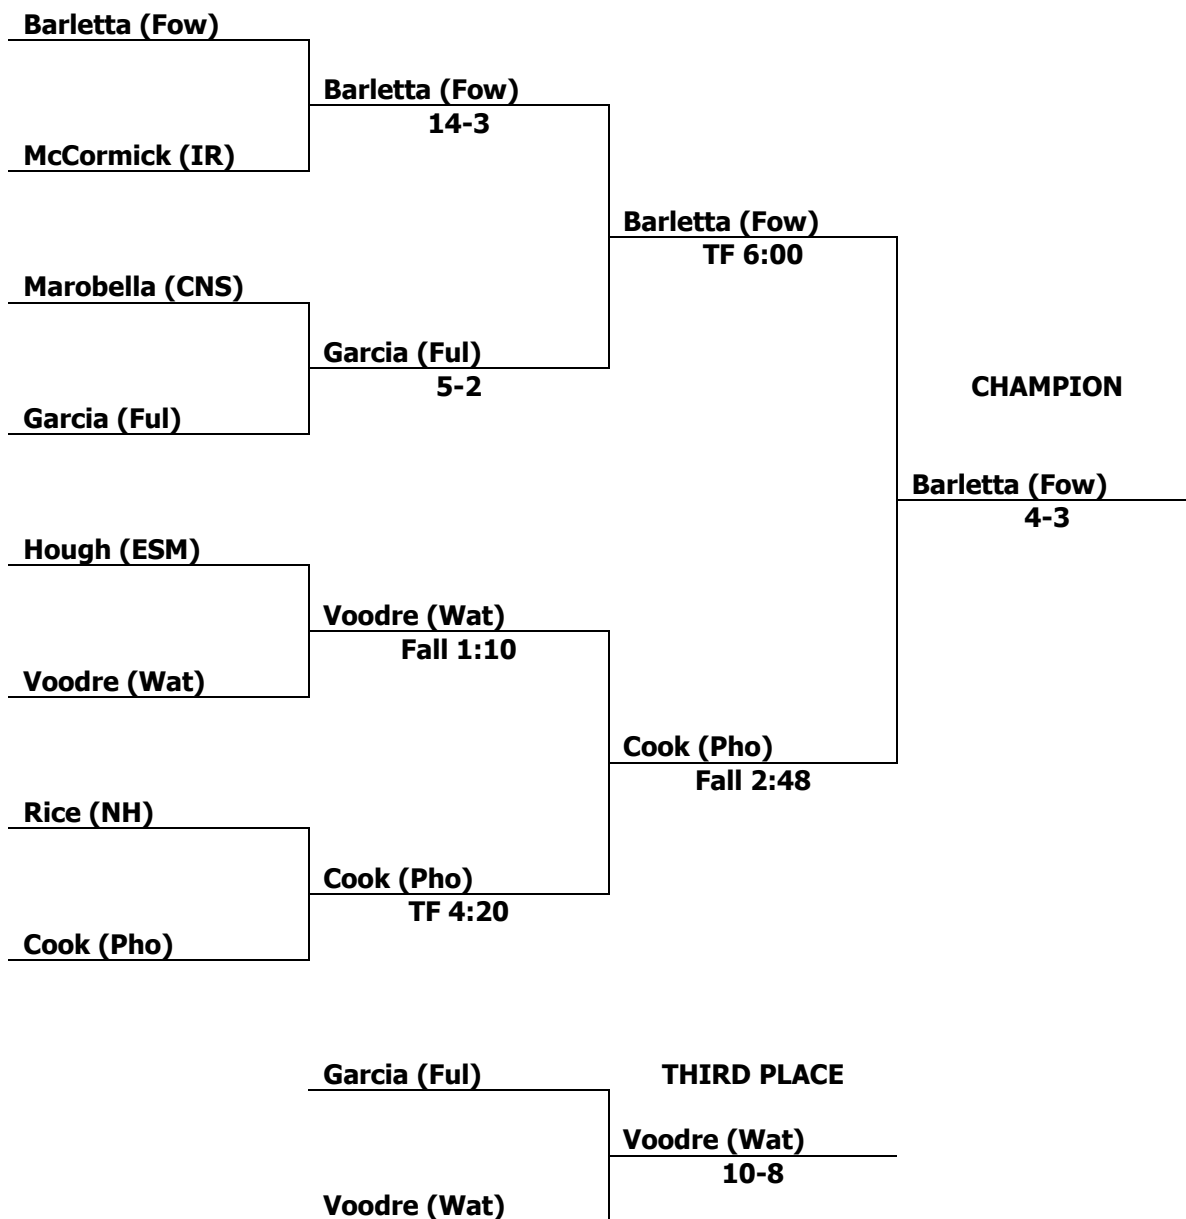 Barletta (Fow)
Barletta (Fow)
14-3
McCormick (IR)
Barletta (Fow)
TF 6:00
Marobella (CNS)
Garcia (Ful)
5-2
CHAMPION
Garcia (Ful)
Barletta (Fow)
4-3
Hough (ESM)
Voodre (Wat)
Fall 1:10
Voodre (Wat)
Cook (Pho)
Fall 2:48
Rice (NH)
Cook (Pho)
TF 4:20
Cook (Pho)
Garcia (Ful)
THIRD PLACE
Voodre (Wat)
10-8
Voodre (Wat)